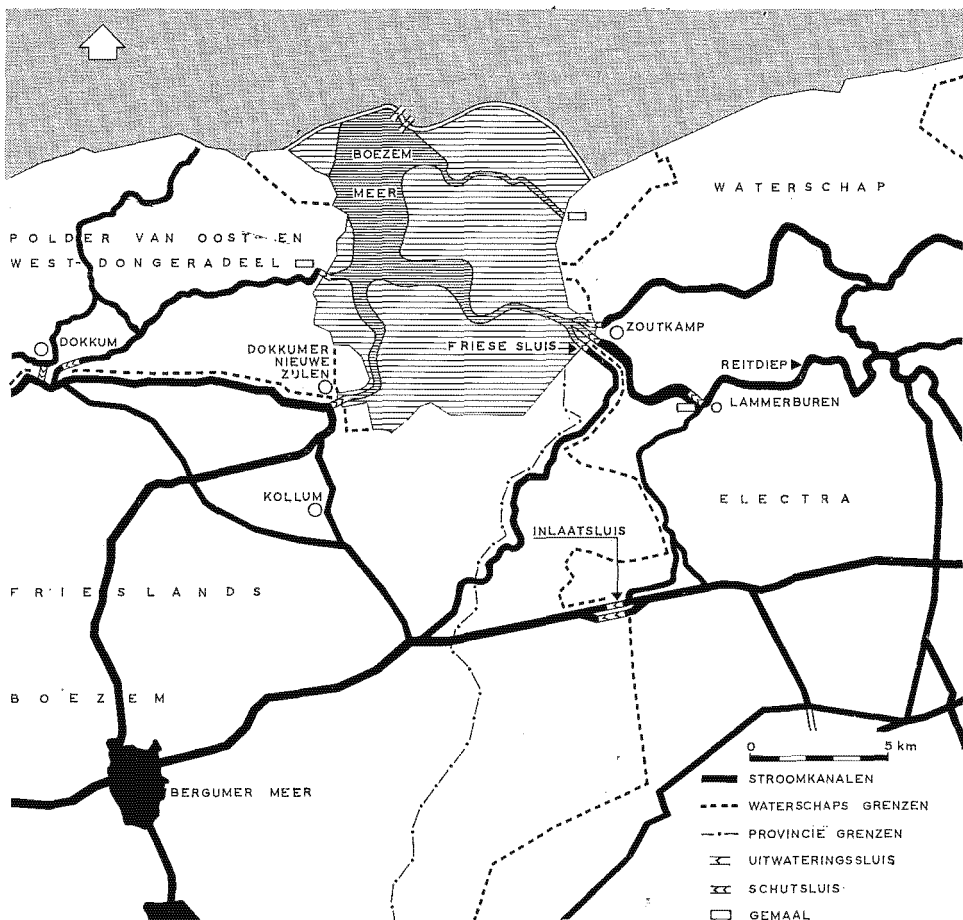 BOEZEM
MEER
WATERSCHAP
POLDER VAN OOST- EN
WEST-DONGERADEEL
DOKKUM
DOKKUMER
NIEUWE
ZIJLEN
FRIESE SLUIS
ZOUTKAMP
REITDIEP
LAMMERBUREN
KOLLUM
ELECTRA
INLAATSLUIS
FRIESLANDS
BOEZEM
BERGUMER MEER
0 5 km
STROOMKANALEN
WATERSCHAPS GRENZEN
PROVINCIE GRENZEN
UITWATERINGSSLUIS
SCHUTSLUIS
GEMAAL